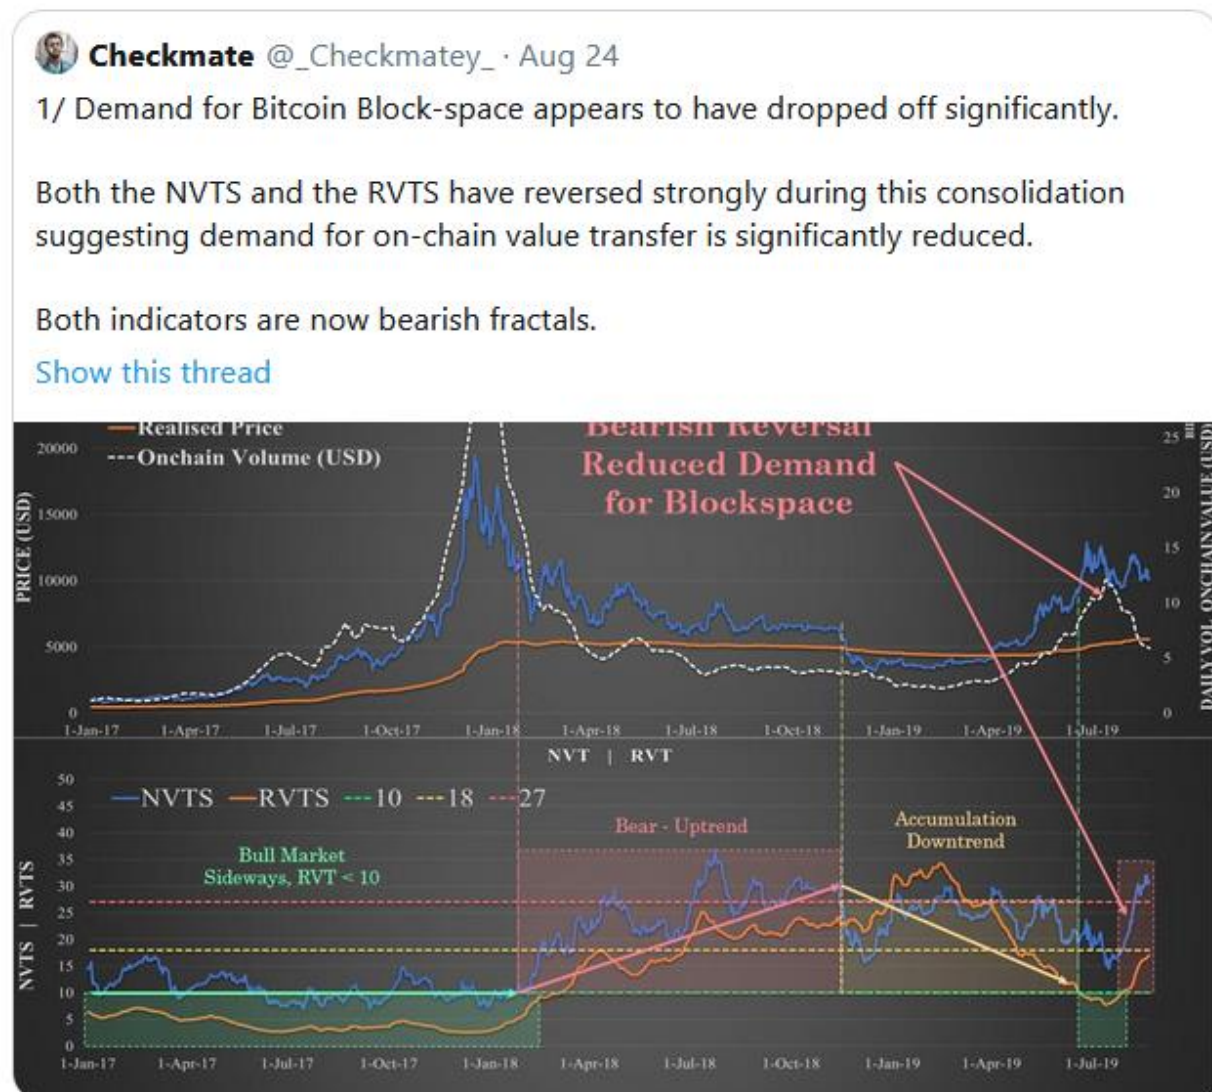 Checkmate @_Checkmatey_ · Aug 24
1/ Demand for Bitcoin Block-space appears to have dropped off significantly.
Both the NVTS and the RVTS have reversed strongly during this consolidation
suggesting demand for on-chain value transfer is significantly reduced.
Both indicators are now bearish fractals.
Show this thread
Realised Price
Onchain Volume (USD)
Bearish Reversal
Reduced Demand
for Blockspace
PRICE (USD)
20000
15000
10000
5000
0
25
20
15
10
5
0
DAILY VOL. ONCHAIN VALUE (USD)
1-Jan-17 1-Apr-17 1-Jul-17 1-Oct-17 1-Jan-18 1-Apr-18 1-Jul-18 1-Oct-18 1-Jan-19 1-Apr-19 1-Jul-19
NVT | RVT
NVTS RVTS 10 18 27
NVTS | RVTS
50
45
40
35
30
25
20
15
10
5
0
Bull Market
Sideways, RVT < 10
Bear - Uptrend
Accumulation
Downtrend
1-Jan-17 1-Apr-17 1-Jul-17 1-Oct-17 1-Jan-18 1-Apr-18 1-Jul-18 1-Oct-18 1-Jan-19 1-Apr-19 1-Jul-19